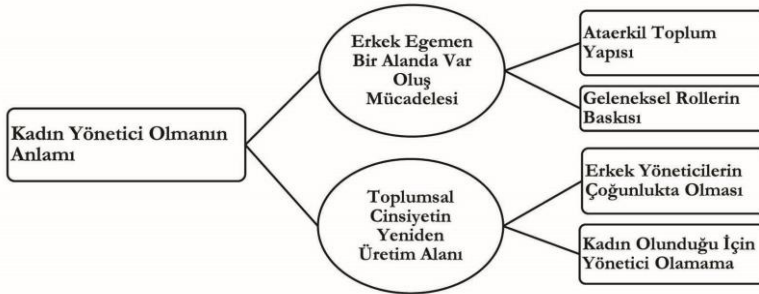 Kadın Yönetici Olmanın
Anlamı
Erkek Egemen
Bir Alanda Var
Oluş
Mücadelesi
Ataerkil Toplum
Yapısı
Geleneksel Rollerin
Baskısı
Toplumsal
Cinsiyetin
Yeniden
Üretim Alanı
Erkek Yöneticilerin
Çoğunlukta Olması
Kadın Olunduğu İçin
Yönetici Olamama